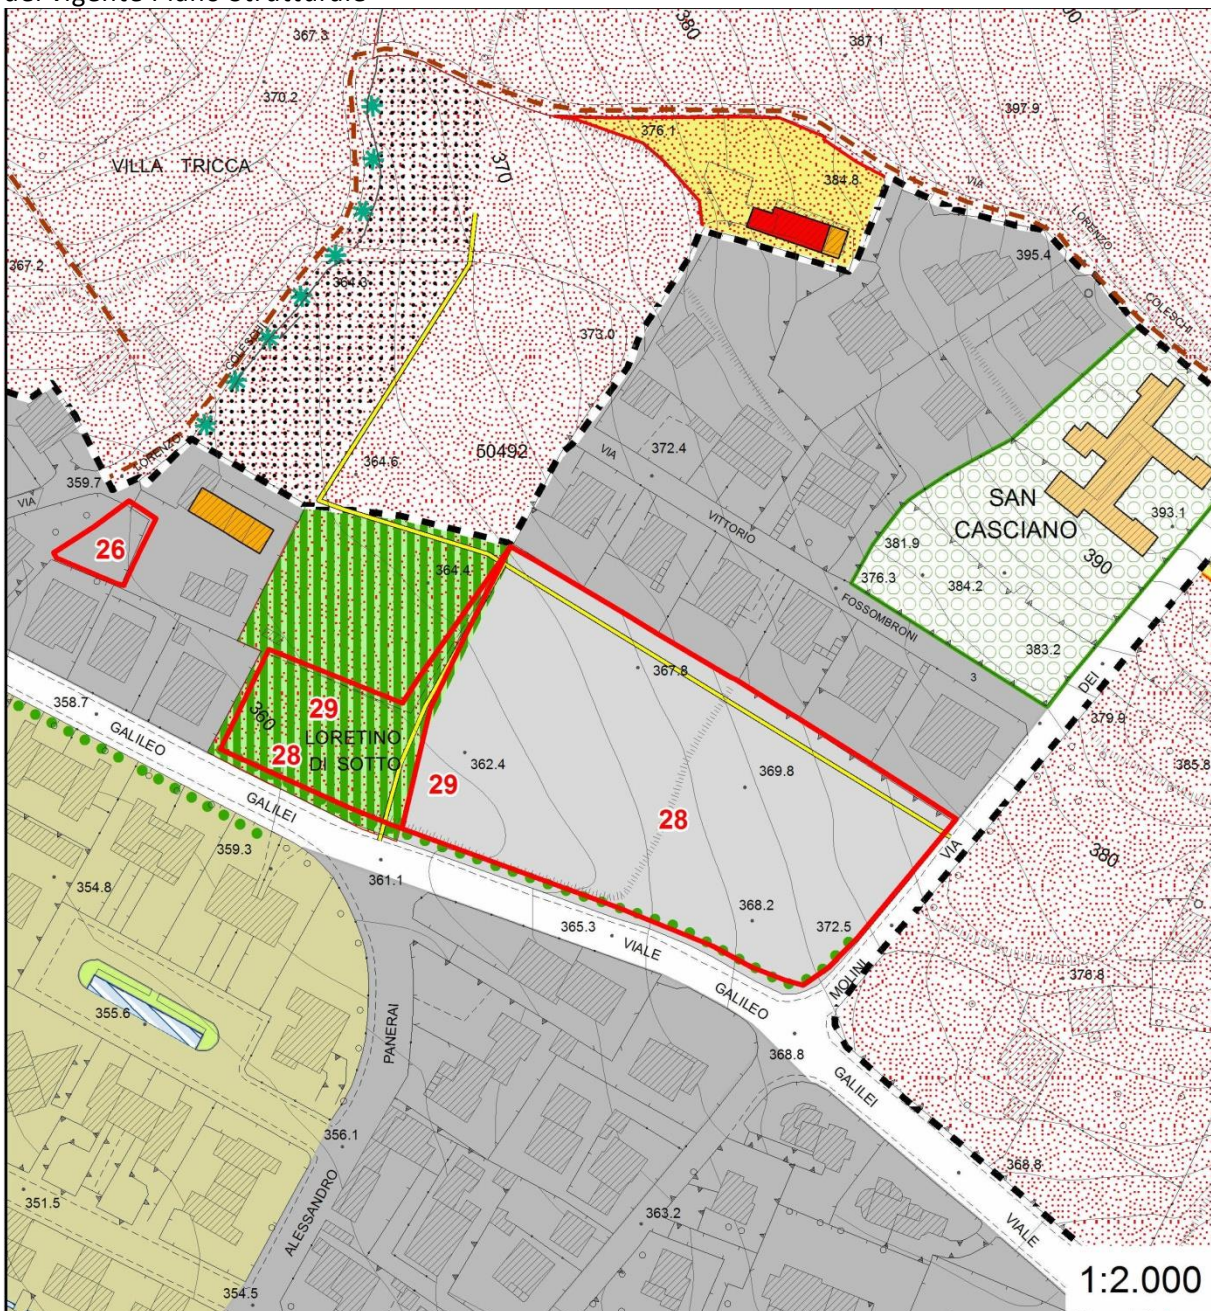 del vigente Piano Strutturale
380
367.3
387.1
370.2
397.9
376.1
VILLA TRICCA
370
384.8
VIA
LORENZO
367.2
395.4
364.3
COLESCHI
373.0
COLESCHI
364.6
50492
372.4
VIA
LORENZO
359.7
VIA
SAN
CASCIANO
393.1
VITTORIO
26
381.9
390
364.4
376.3
384.2
FOSSOMBRONI
383.2
367.8
3
DEI
358.7
29
360
379.9
GALILEO
LORETINO
28
DI SOTTO
362.4
385.8
29
369.8
GALILEI
28
359.3
VIA
380
361.1
354.8
368.2
372.5
365.3
VIALE
MOLINI
376.8
GALILEO
355.6
PANERAI
368.8
GALILEI
356.1
368.8
ALESSANDRO
351.5
363.2
VIALE
354.5
1:2.000